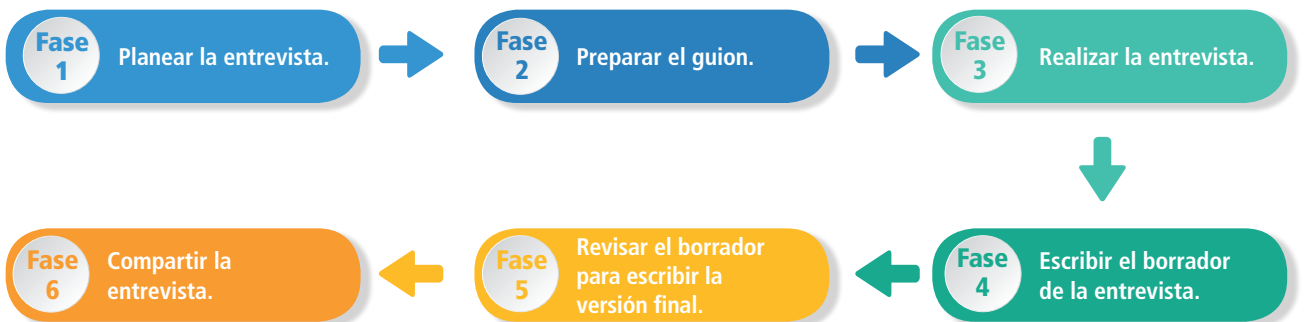 Fase
1
Planear la entrevista.
Fase
2
Preparar el guion.
Fase
3
Realizar la entrevista.
Fase
4
Escribir el borrador
de la entrevista.
Fase
5
Revisar el borrador
para escribir la
versión final.
Fase
6
Compartir la
entrevista.